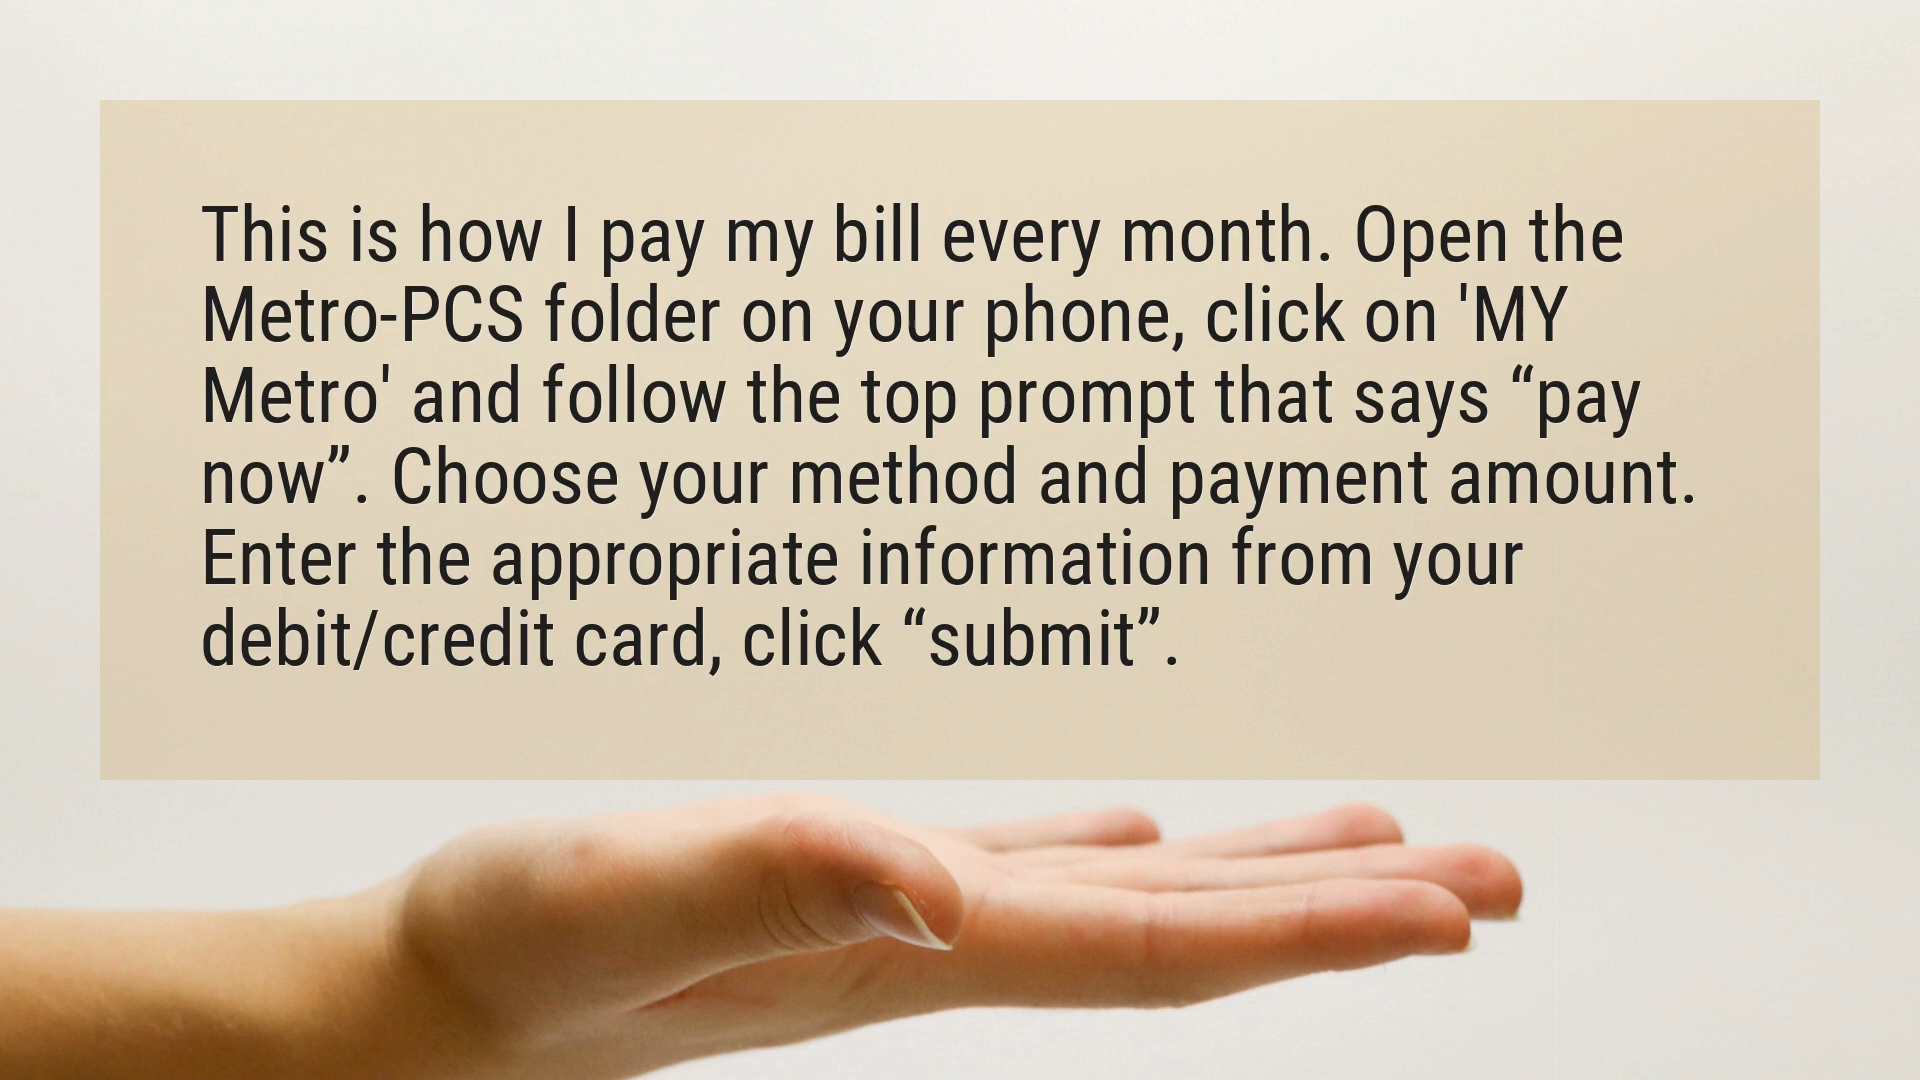 This is how I pay my bill every month. Open the
Metro-PCS folder on your phone, click on 'MY
Metro' and follow the top prompt that says “pay
now”. Choose your method and payment amount.
Enter the appropriate information from your
debit/credit card, click “submit”.